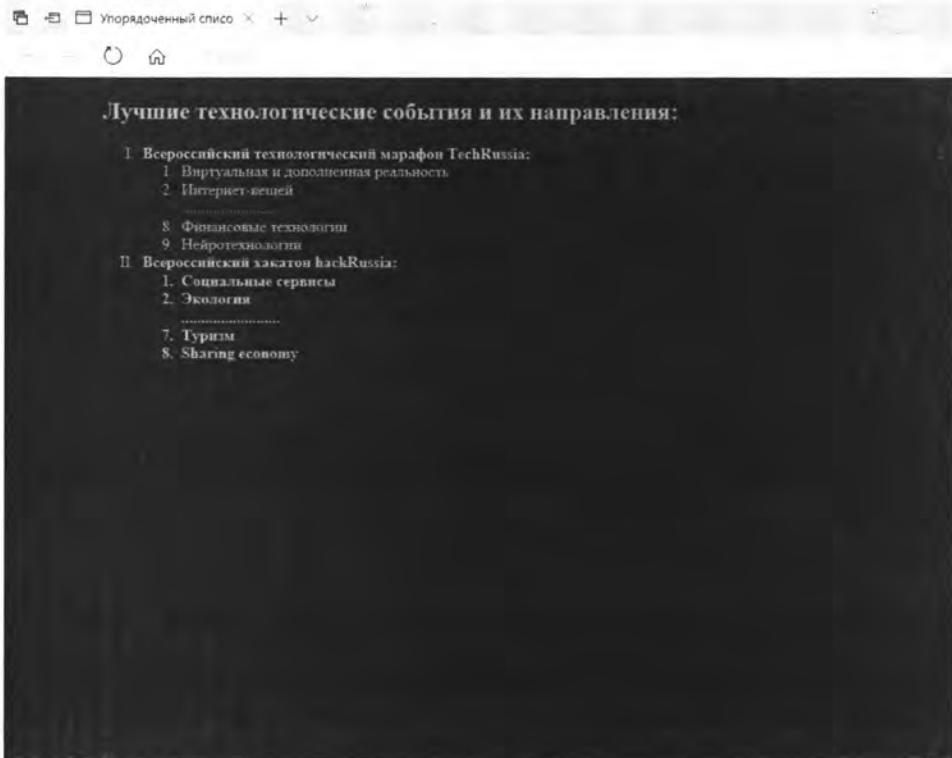 Упорядоченный списо
Лучшие технологические события и их направления:
I. Всероссийский технологический марафон TechRussia:
1. Виртуальная и дополненная реальность
2. Интернет-вещей
........................
8. Финансовые технологии
9. Нейротехнологии
II. Всероссийский хакатон hackRussia:
1. Социальные сервисы
2. Экология
........................
7. Туризм
8. Sharing economy